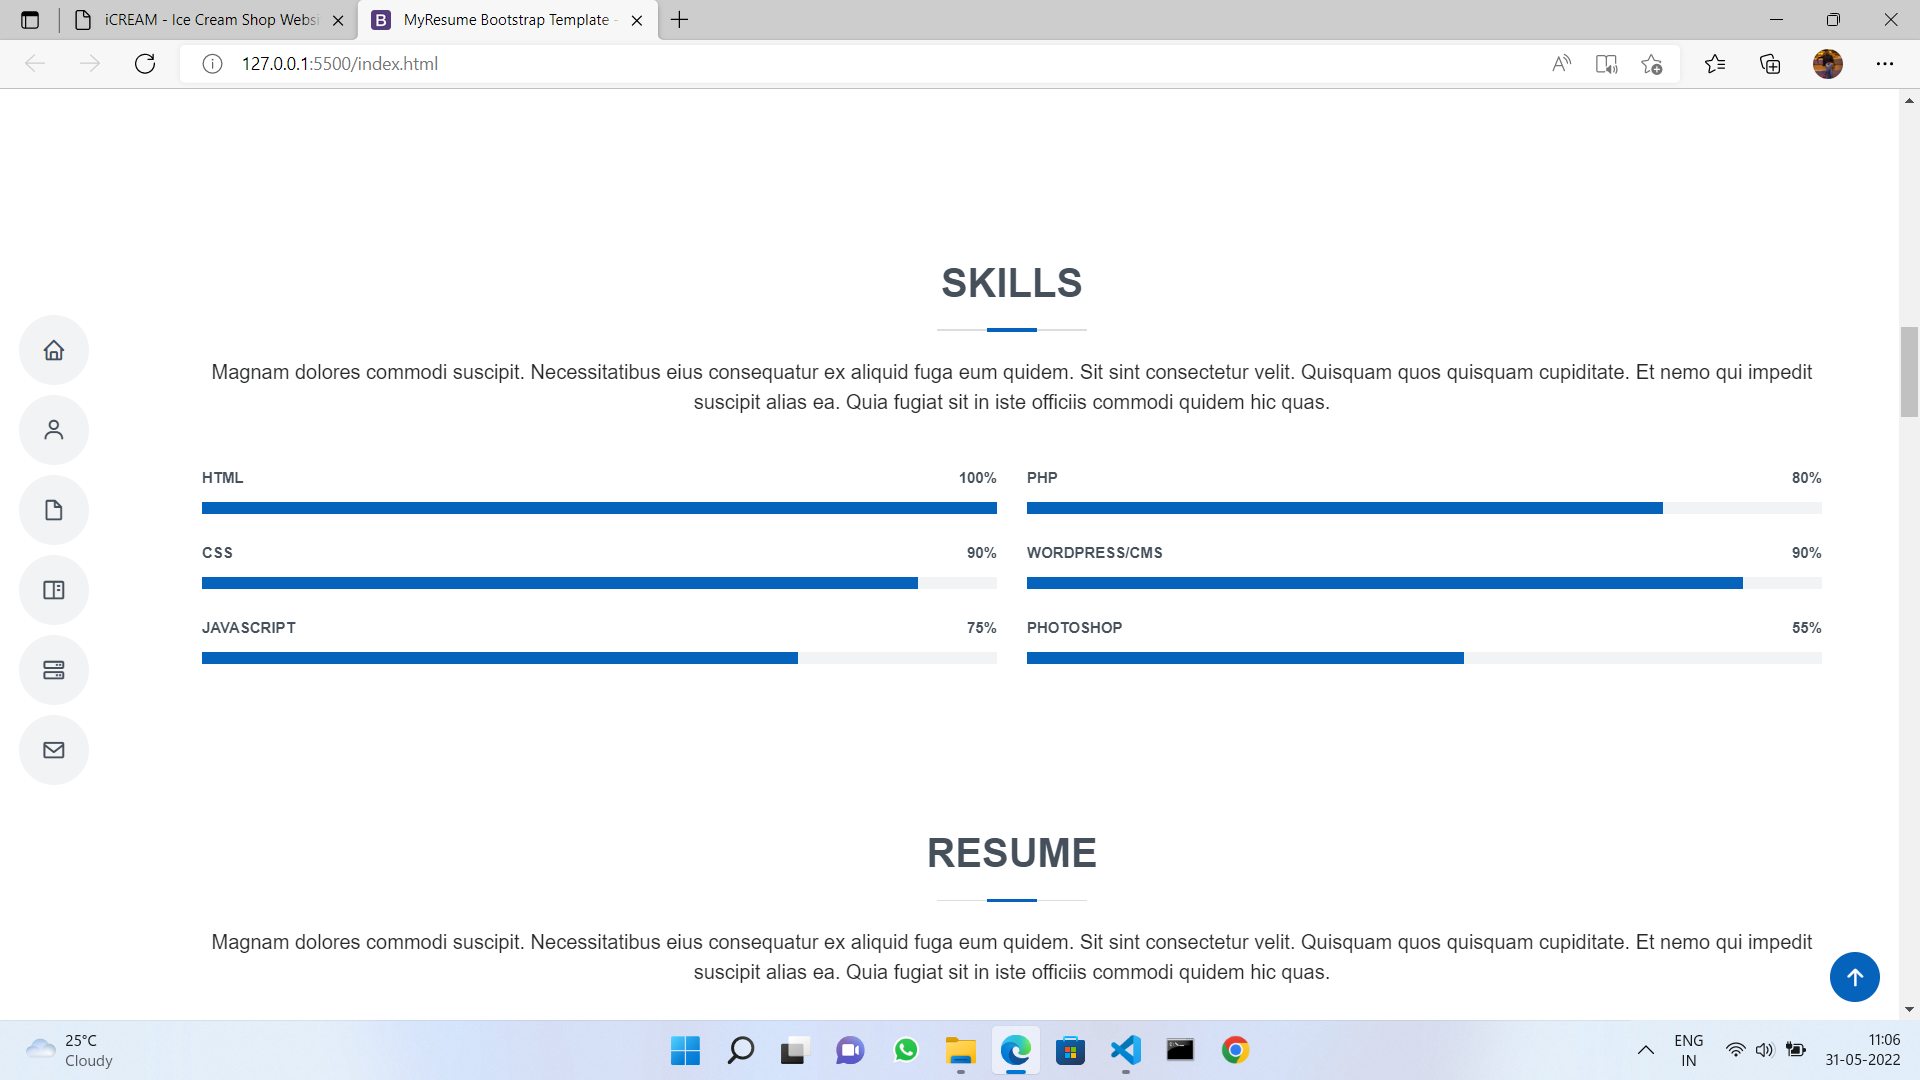 iCREAM - Ice Cream Shop Websi
MyResume Bootstrap Template -
127.0.0.1:5500/index.html
SKILLS
Magnam dolores commodi suscipit. Necessitatibus eius consequatur ex aliquid fuga eum quidem. Sit sint consectetur velit. Quisquam quos quisquam cupiditate. Et nemo qui impedit
suscipit alias ea. Quia fugiat sit in iste officiis commodi quidem hic quas.
HTML 100%
PHP 80%
CSS 90%
WORDPRESS/CMS 90%
JAVASCRIPT 75%
PHOTOSHOP 55%
RESUME
Magnam dolores commodi suscipit. Necessitatibus eius consequatur ex aliquid fuga eum quidem. Sit sint consectetur velit. Quisquam quos quisquam cupiditate. Et nemo qui impedit
suscipit alias ea. Quia fugiat sit in iste officiis commodi quidem hic quas.
25°C
Cloudy
ENG
IN
11:06
31-05-2022